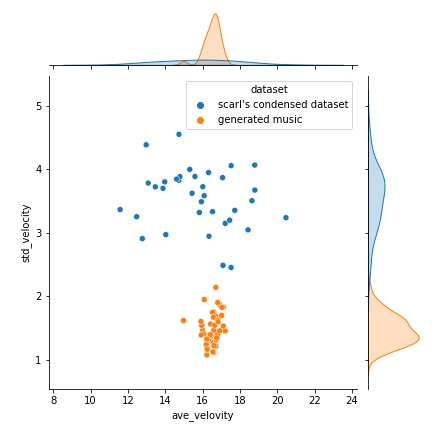 dataset
scarl's condensed dataset
generated music
5
4
3
2
1
std_velocity
8 10 12 14 16 18 20 22 24
ave_velovity